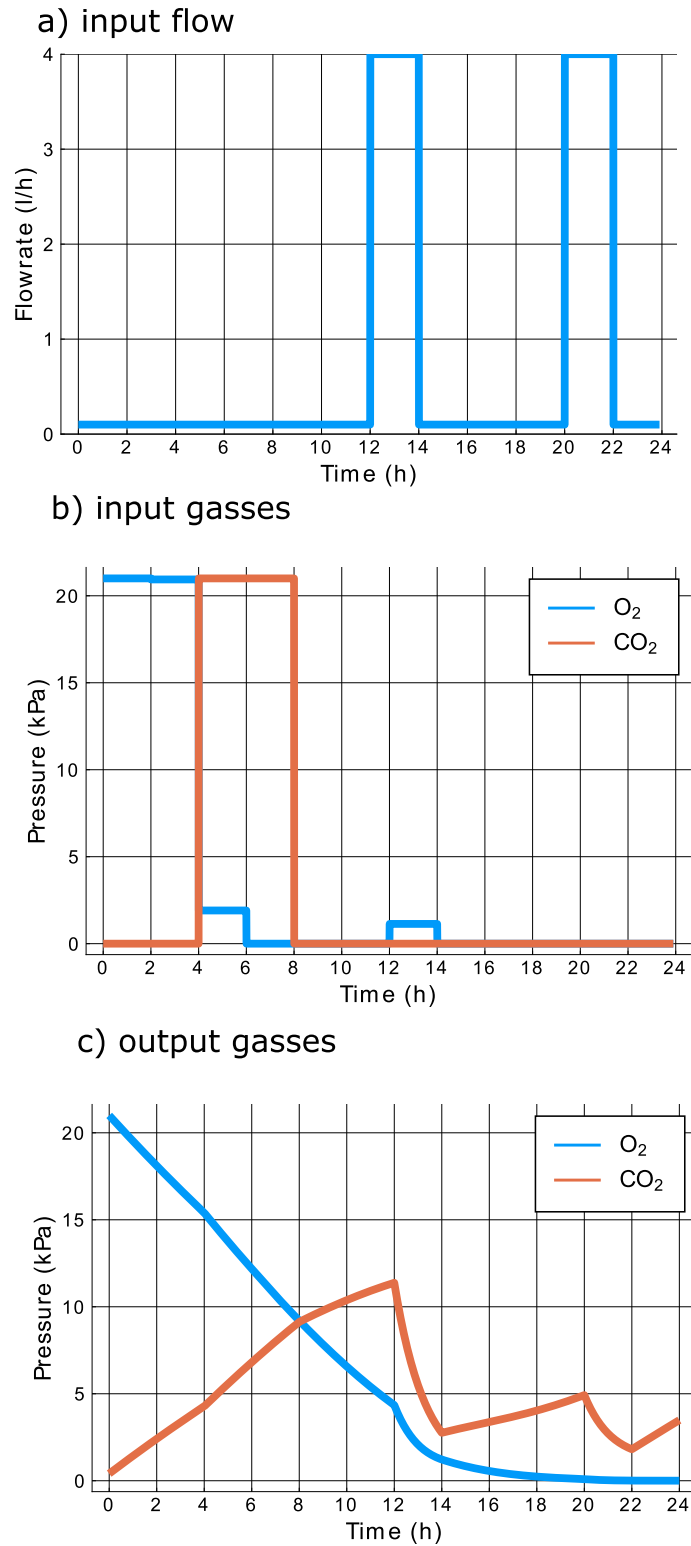 a) input flow
4
3
2
1
0
Flowrate (l/h)
0 2 4 6 8 10 12 14 16 18 20 22 24
Time (h)
b) input gasses
20
15
10
5
0
Pressure (kPa)
O₂
CO₂
0 2 4 6 8 10 12 14 16 18 20 22 24
Time (h)
c) output gasses
20
15
10
5
0
Pressure (kPa)
O₂
CO₂
0 2 4 6 8 10 12 14 16 18 20 22 24
Time (h)